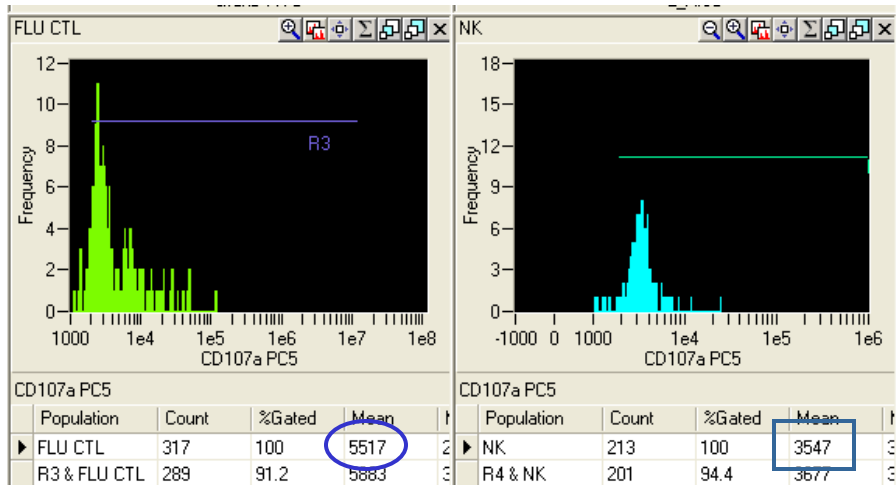 FLU CTL
12
10
8
6
4
2
0
Frequency
R3
1000 1e4 1e5 1e6 1e7 1e8
CD107a PC5
CD107a PC5
Population Count %Gated Mean
FLU CTL 317 100 5517
R3 & FLU CTL 289 91.2 5883
NK
18
15
12
9
6
3
0
Frequency
-1000 0 1000 1e4 1e5 1e6
CD107a PC5
CD107a PC5
Population Count %Gated Mean
NK 213 100 3547
R4 & NK 201 94.4 3677